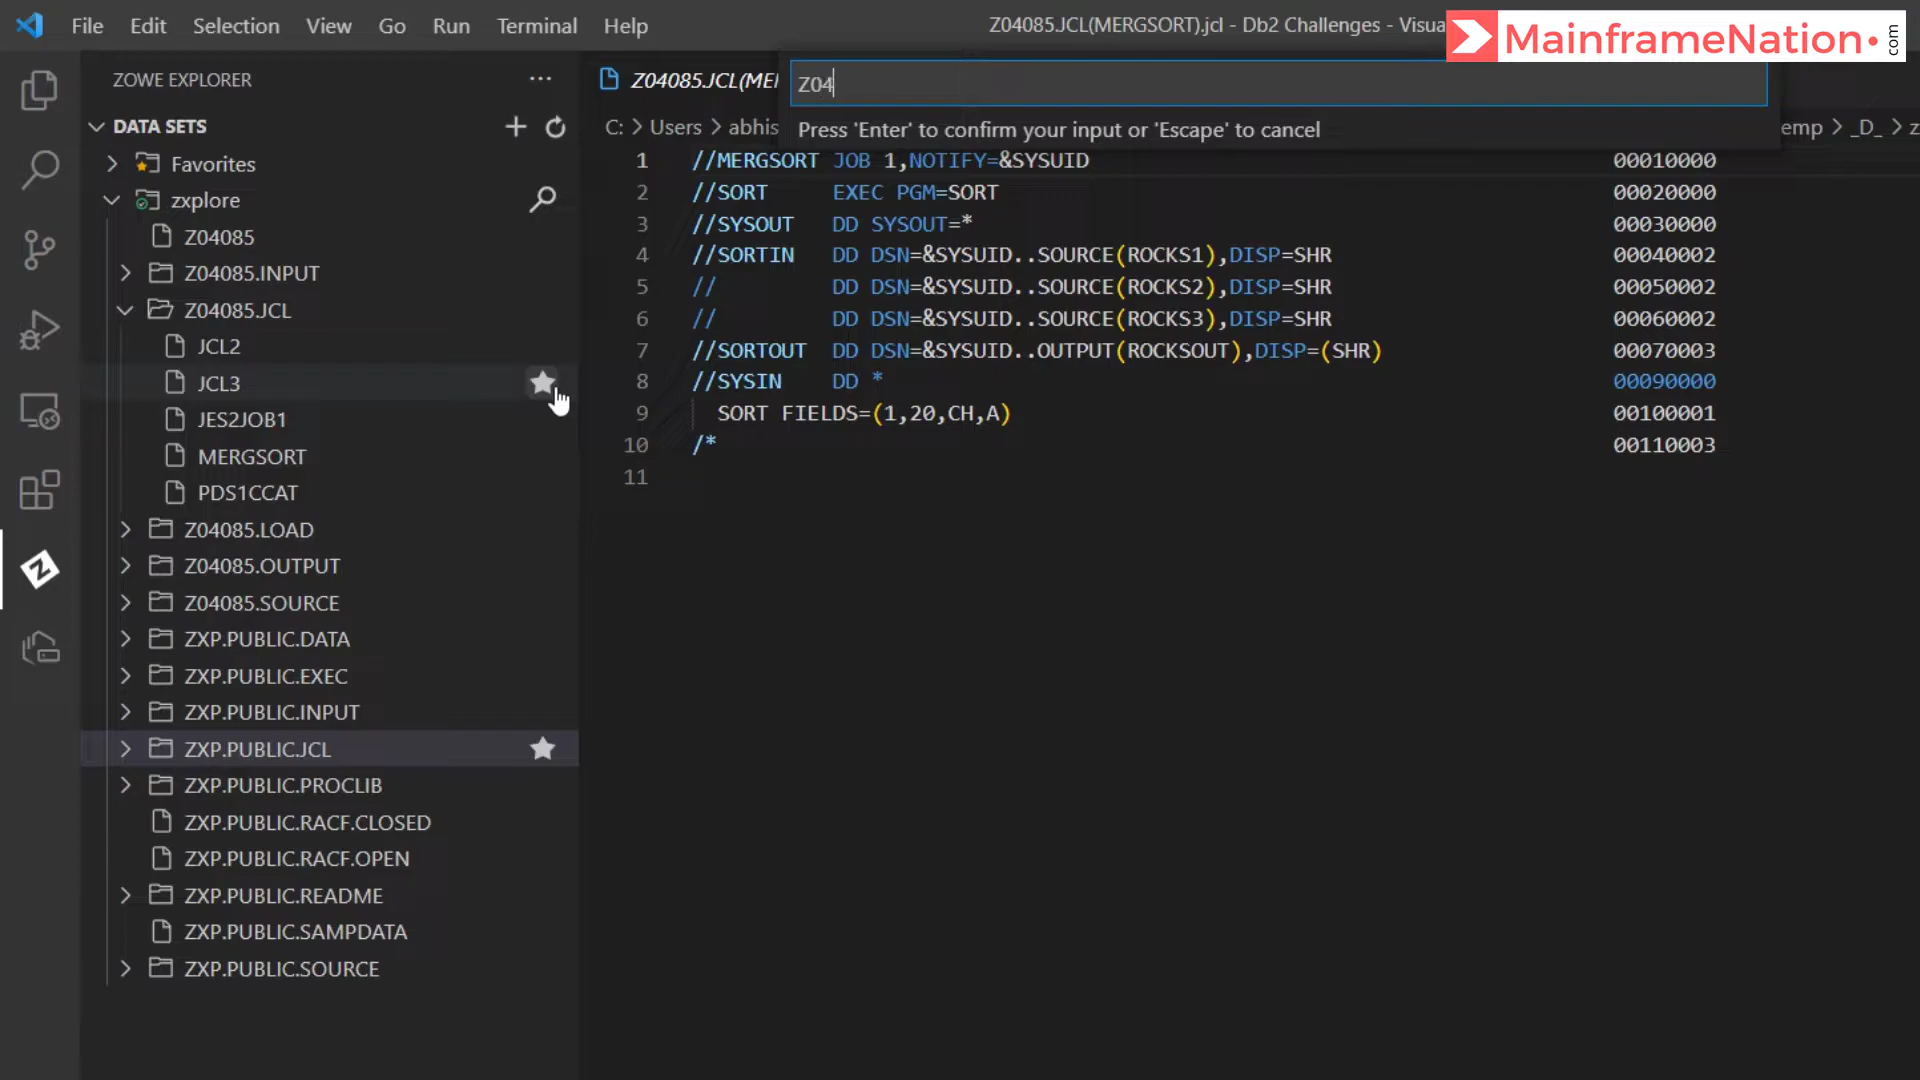 File Edit Selection View Go Run Terminal Help
Z04085.JCL(MERGSORT).jcl - Db2 Challenges - Visua
MainframeNation.com
ZOWE EXPLORER
DATA SETS
Favorites
zxplore
Z04085
Z04085.INPUT
Z04085.JCL
JCL2
JCL3
JES2JOB1
MERGSORT
PDS1CCAT
Z04085.LOAD
Z04085.OUTPUT
Z04085.SOURCE
ZXP.PUBLIC.DATA
ZXP.PUBLIC.EXEC
ZXP.PUBLIC.INPUT
ZXP.PUBLIC.JCL
ZXP.PUBLIC.PROCLIB
ZXP.PUBLIC.RACF.CLOSED
ZXP.PUBLIC.RACF.OPEN
ZXP.PUBLIC.README
ZXP.PUBLIC.SAMPDATA
ZXP.PUBLIC.SOURCE
Z04085.JCL(MER
Z04
C: > Users > abhis
Press 'Enter' to confirm your input or 'Escape' to cancel
emp > _D_ > z
1 //MERGSORT JOB 1,NOTIFY=&SYSUID 00010000
2 //SORT EXEC PGM=SORT 00020000
3 //SYSOUT DD SYSOUT=* 00030000
4 //SORTIN DD DSN=&SYSUID..SOURCE(ROCKS1),DISP=SHR 00040002
5 // DD DSN=&SYSUID..SOURCE(ROCKS2),DISP=SHR 00050002
6 // DD DSN=&SYSUID..SOURCE(ROCKS3),DISP=SHR 00060002
7 //SORTOUT DD DSN=&SYSUID..OUTPUT(ROCKSOUT),DISP=(SHR) 00070003
8 //SYSIN DD * 00090000
9 SORT FIELDS=(1,20,CH,A) 00100001
10 /* 00110003
11